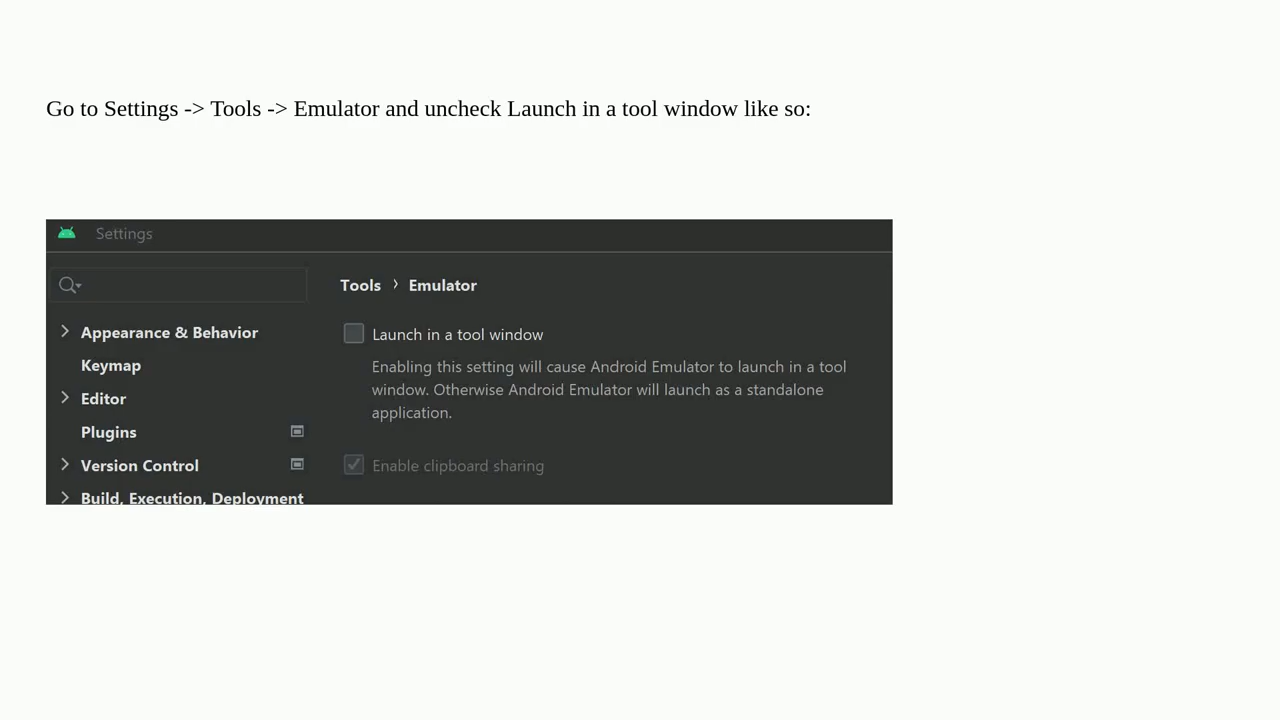 Go to Settings -> Tools -> Emulator and uncheck Launch in a tool window like so:
Settings
Tools › Emulator
Appearance & Behavior
Launch in a tool window
Keymap
Enabling this setting will cause Android Emulator to launch in a tool
window. Otherwise Android Emulator will launch as a standalone
application.
Editor
Plugins
Version Control
Enable clipboard sharing
Build, Execution, Deployment